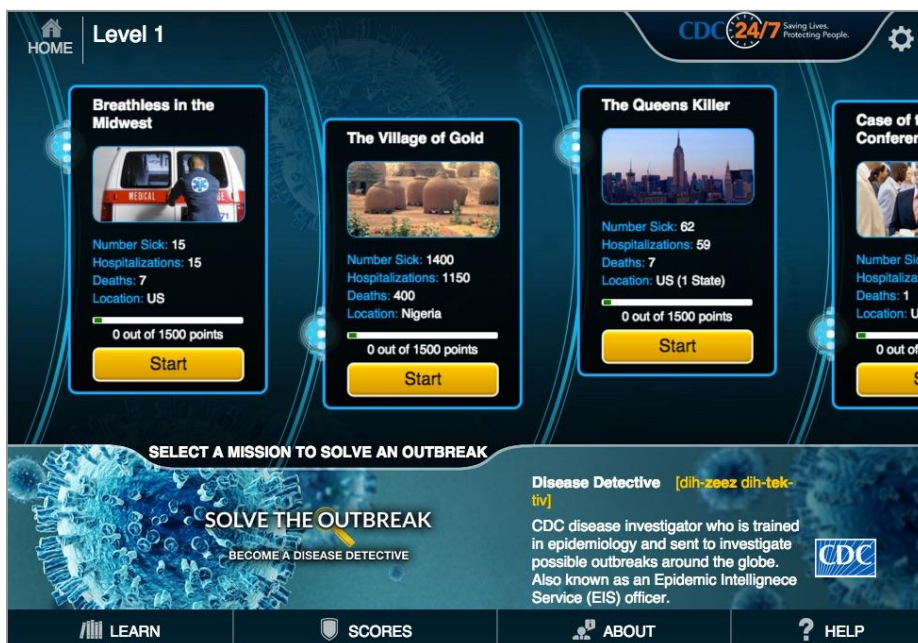 HOME
Level 1
CDC 24/7 Saving Lives.
Protecting People.
Breathless in the
Midwest
MEDICAL
Number Sick: 15
Hospitalizations: 15
Deaths: 7
Location: US
0 out of 1500 points
Start
The Village of Gold
Number Sick: 1400
Hospitalizations: 1150
Deaths: 400
Location: Nigeria
0 out of 1500 points
Start
The Queens Killer
Number Sick: 62
Hospitalizations: 59
Deaths: 7
Location: US (1 State)
0 out of 1500 points
Start
Case of
Deaths: 1
0 out of
SELECT A MISSION TO SOLVE AN OUTBREAK
SOLVE THE OUTBREAK
BECOME A DISEASE DETECTIVE
Disease Detective [dih-zeez dih-tek-
tiv]
CDC disease investigator who is trained
in epidemiology and sent to investigate
possible outbreaks around the globe.
Also known as an Epidemic Intellignece
Service (EIS) officer.
CDC
LEARN
SCORES
ABOUT
? HELP